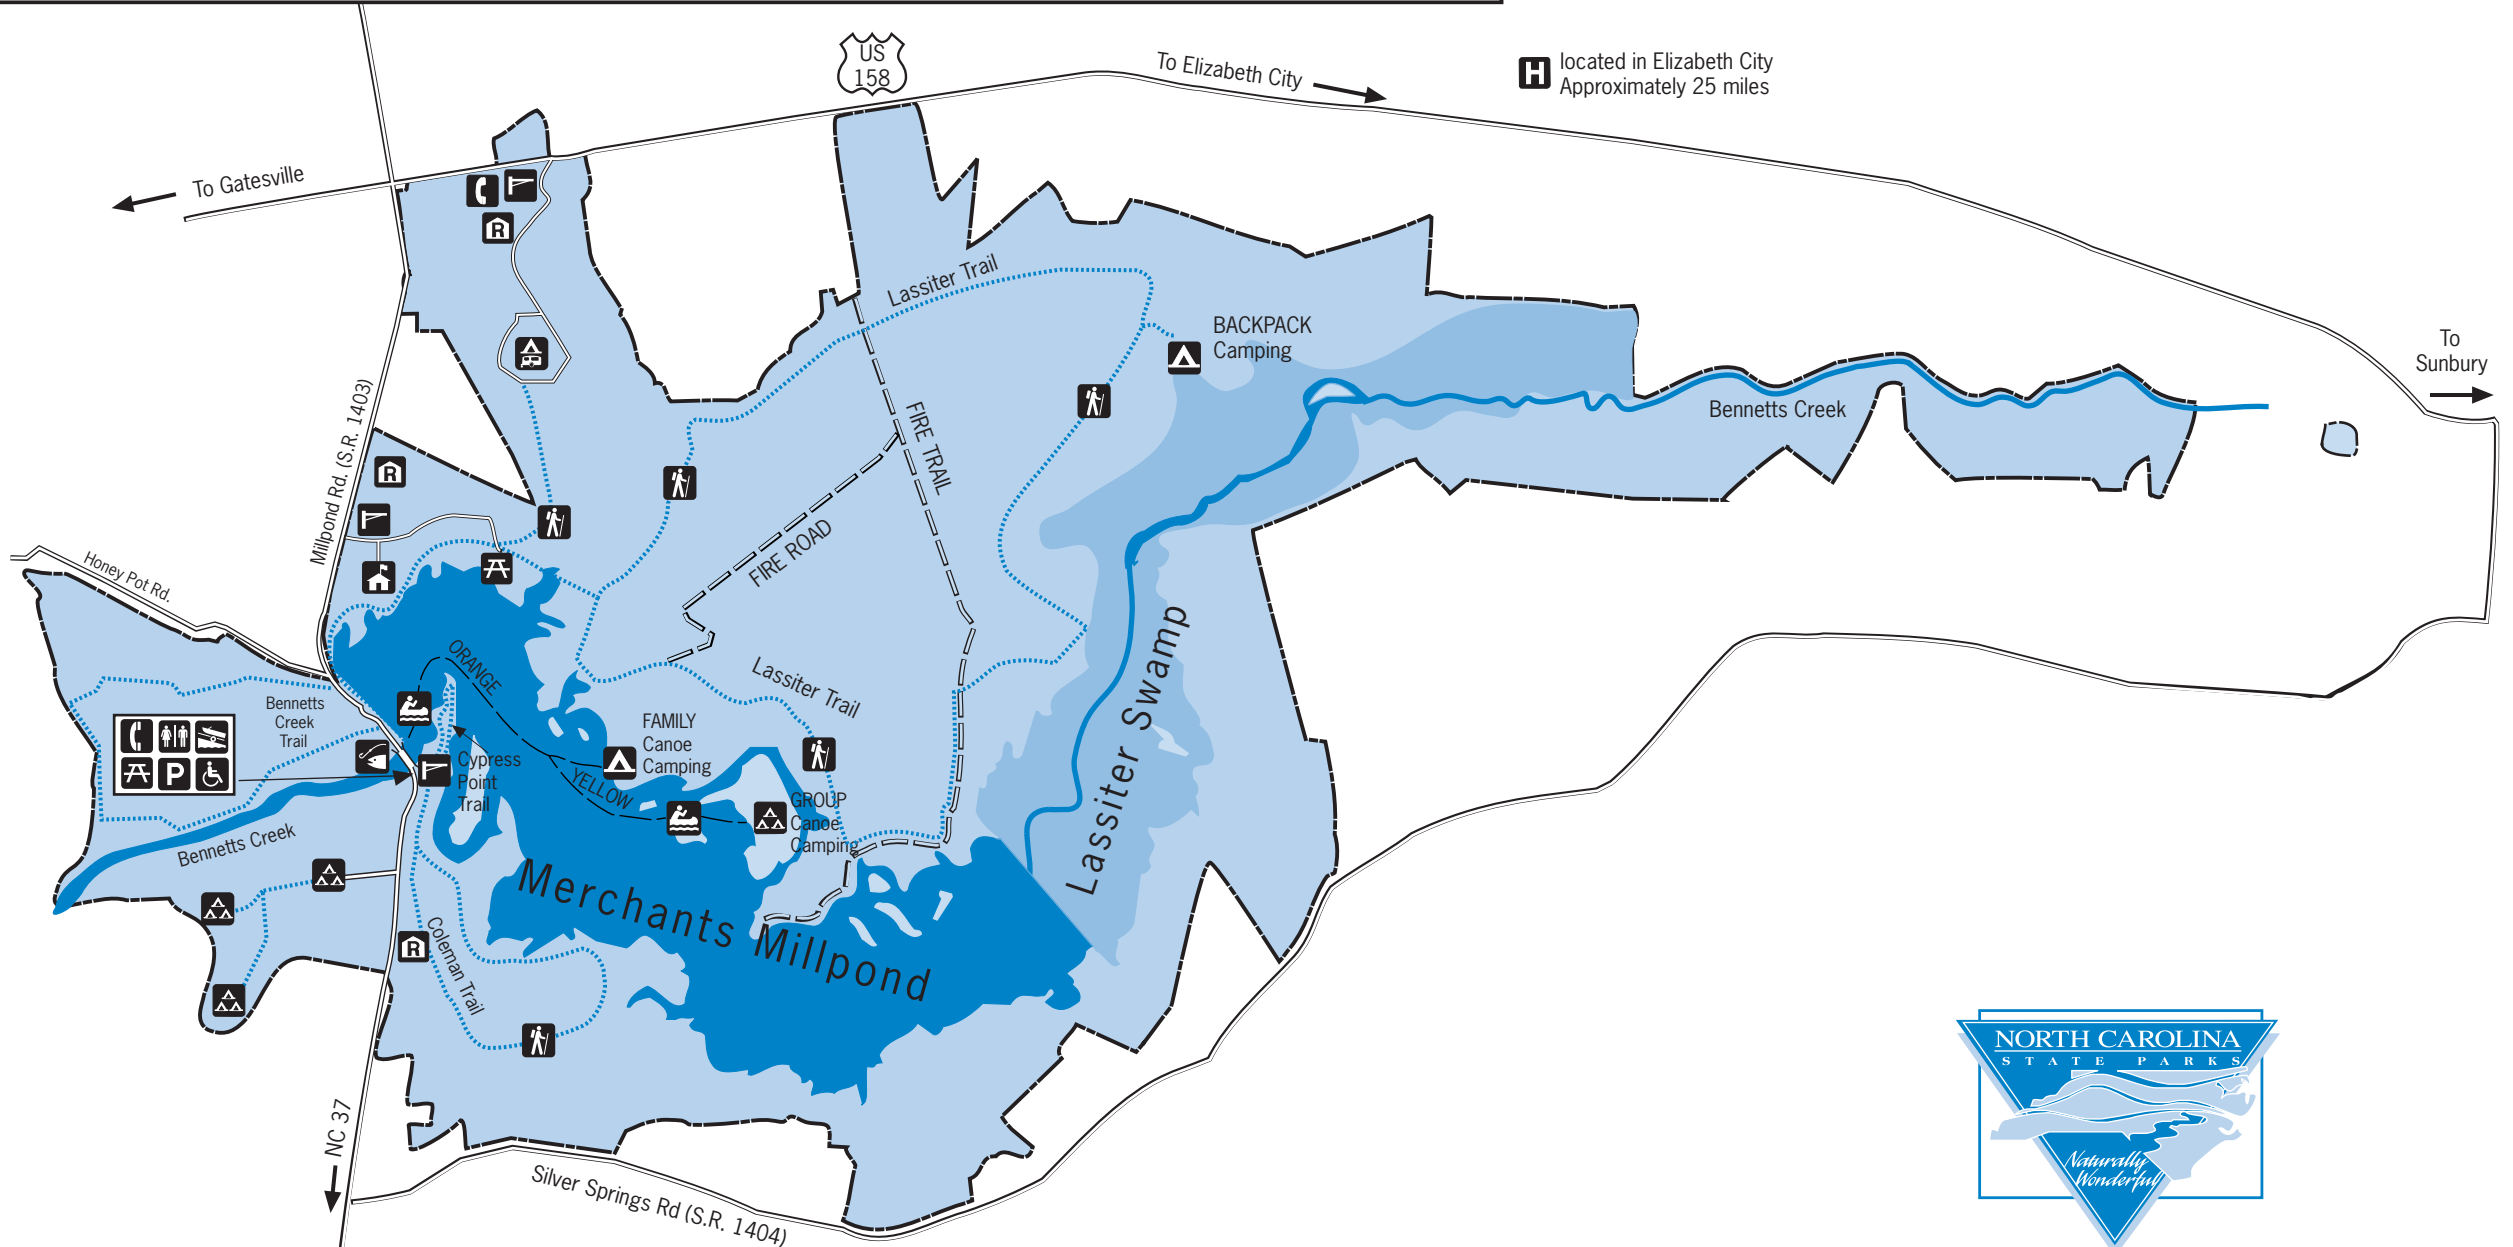 US
158
To Elizabeth City
H
located in Elizabeth City
Approximately 25 miles
To Gatesville
R
Lassiter Trail
BACKPACK
Camping
To
Sunbury
Millpond Rd. (S.R. 1403)
FIRE TRAIL
Bennetts Creek
R
FIRE ROAD
Honey Pot Rd.
ORANGE
Lassiter Trail
Lassiter Swamp
Bennetts
Creek
Trail
FAMILY
Canoe
Camping
Cypress
Point
Trail
P
YELLOW
GROUP
Canoe
Camping
Bennetts Creek
Merchants Millpond
R
Coleman Trail
NC 37
Silver Springs Rd (S.R. 1404)
NORTH CAROLINA
STATE PARKS
Naturally
Wonderful